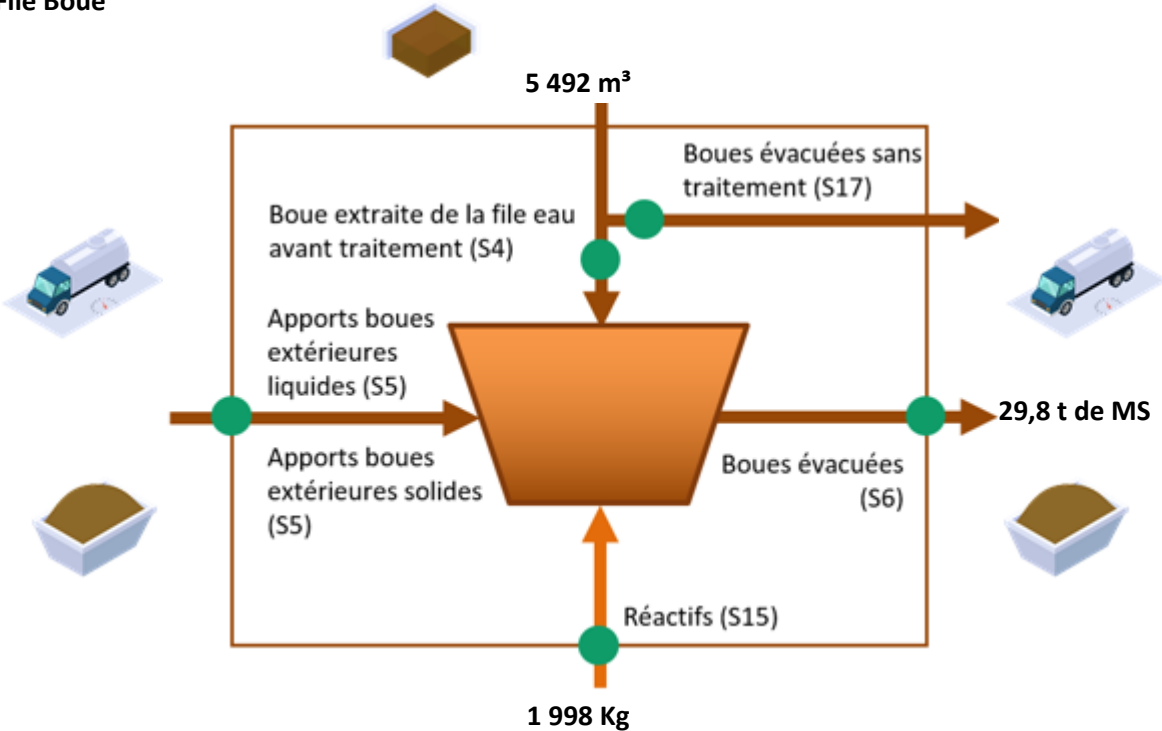 File Boue
5 492 m³
Boues évacuées sans
traitement (S17)
Boue extraite de la file eau
avant traitement (S4)
Apports boues
extérieures
liquides (S5)
29,8 t de MS
Apports boues
extérieures solides
(S5)
Boues évacuées
(S6)
Réactifs (S15)
1 998 Kg